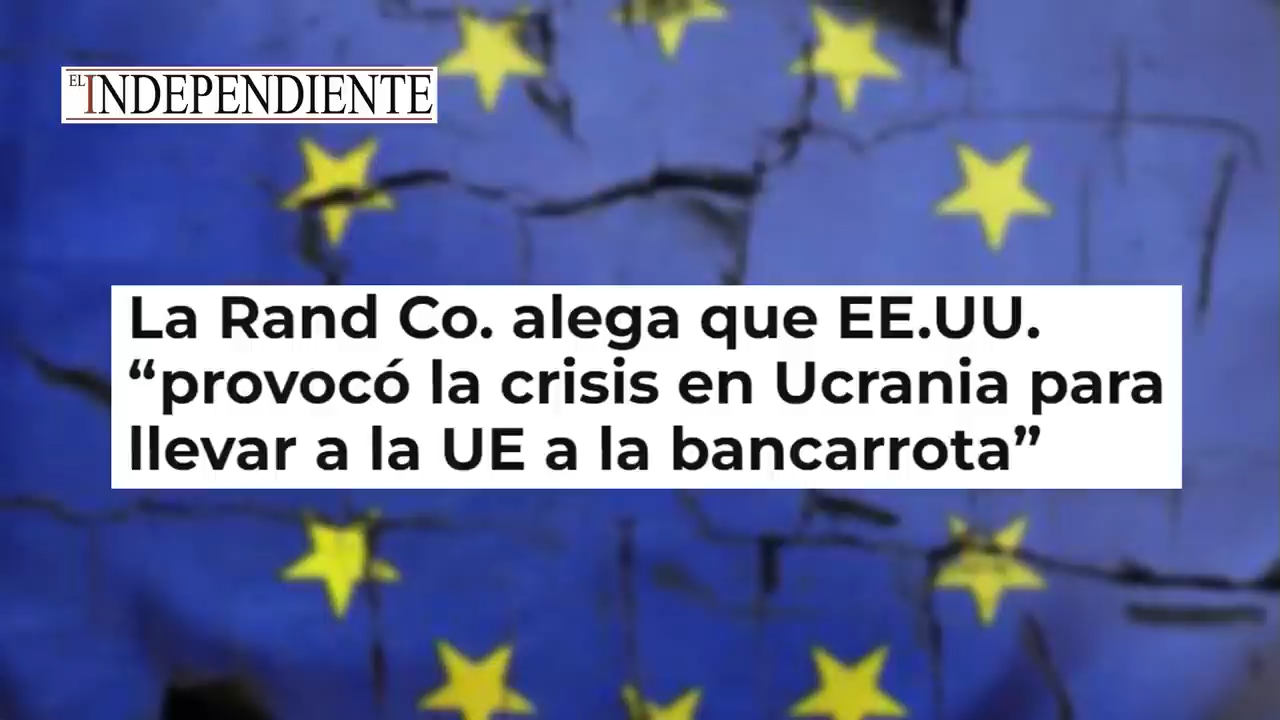 EL INDEPENDIENTE
La Rand Co. alega que EE.UU.
“provocó la crisis en Ucrania para
llevar a la UE a la bancarrota”